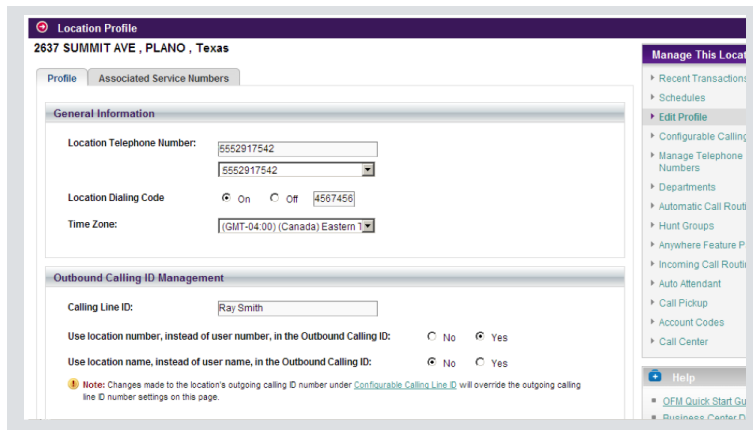 Location Profile
2637 SUMMIT AVE , PLANO , Texas
Profile
Associated Service Numbers
General Information
Location Telephone Number:
5552917542
5552917542
Location Dialing Code
On
Off
4567456
Time Zone:
(GMT-04:00) (Canada) Eastern
Outbound Calling ID Management
Calling Line ID:
Ray Smith
Use location number, instead of user number, in the Outbound Calling ID:
No
Yes
Use location name, instead of user name, in the Outbound Calling ID:
No
Yes
Note: Changes made to the location's outgoing calling ID number under Configurable Calling Line ID will override the outgoing calling
line ID number settings on this page.
Manage This
Recent Transactions
Schedules
Edit Profile
Configurable Calling
Manage Telephone
Numbers
Departments
Automatic Call
Hunt Groups
Anywhere Feature
Incoming Call
Auto Attendant
Call Pickup
Account Codes
Call Center
Help
OFM Quick Start
Business Center